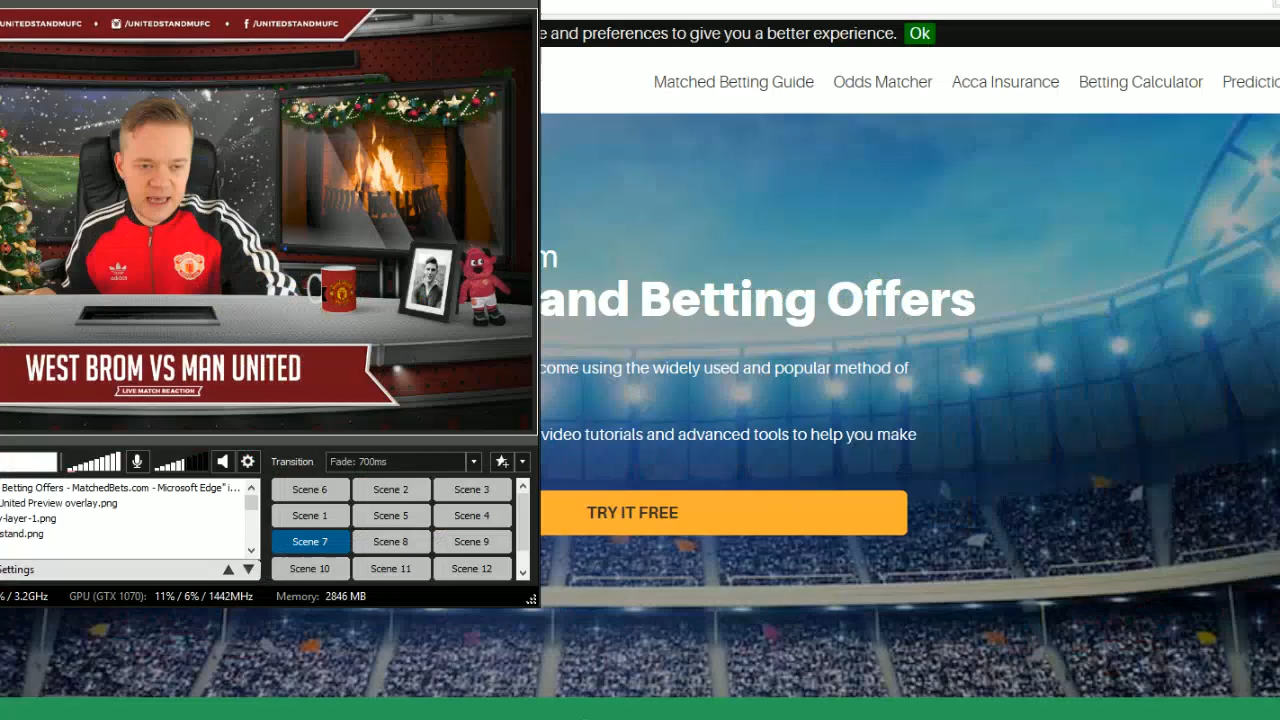 UNITEDSTANDMUFC • /UNITEDSTANDMUFC • f /UNITEDSTANDMUFC
WEST BROM VS MAN UNITED
LIVE MATCH REACTION
Transition Fade: 700ms
Betting Offers - MatchedBets.com - Microsoft Edge" i...
United Preview overlay.png
y-layer-1.png
stand.png
Settings
Scene 6 Scene 2 Scene 3
Scene 1 Scene 5 Scene 4
Scene 7 Scene 8 Scene 9
Scene 10 Scene 11 Scene 12
% / 3.2GHz GPU (GTX 1070): 11% / 6% / 1442MHz Memory: 2846 MB
e and preferences to give you a better experience. Ok
Matched Betting Guide Odds Matcher Acca Insurance Betting Calculator Predictio
m
and Betting Offers
come using the widely used and popular method of
video tutorials and advanced tools to help you make
TRY IT FREE